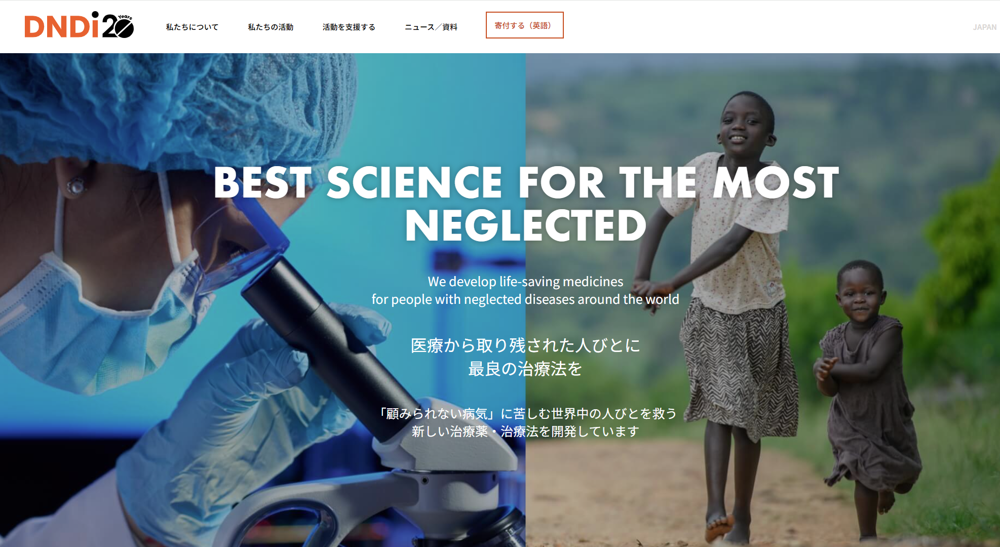 DNDi 20 Years
私たちについて
私たちの活動
活動を支援する
ニュース／資料
寄付する（英語）
JAPAN
BEST SCIENCE FOR THE MOST
NEGLECTED
We develop life-saving medicines
for people with neglected diseases around the world
医療から取り残された人びとに
最良の治療法を
「顧みられない病気」に苦しむ世界中の人びとを救う
新しい治療薬・治療法を開発しています